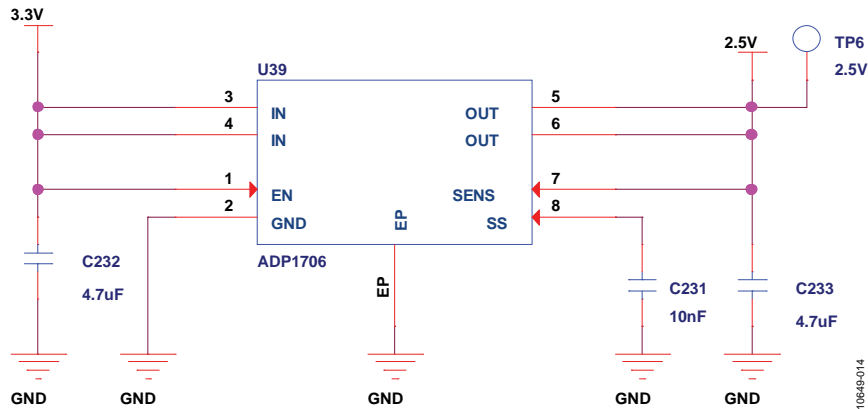 3.3V
2.5V
TP6
2.5V
U39
3
IN
OUT
5
4
IN
OUT
6
1
EN
SENS
7
2
GND
EP
SS
8
ADP1706
C232
4.7uF
EP
C231
10nF
C233
4.7uF
GND
GND
GND
GND
GND
10649-014